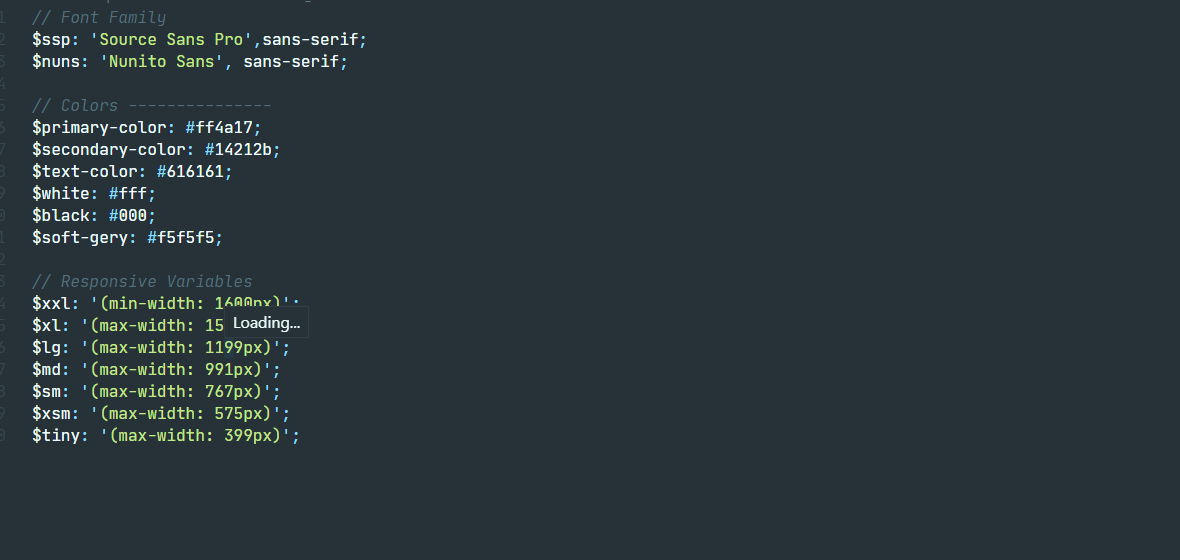 // Font Family
$ssp: 'Source Sans Pro',sans-serif;
$nuns: 'Nunito Sans', sans-serif;
// Colors ---------------
$primary-color: #ff4a17;
$secondary-color: #14212b;
$text-color: #616161;
$white: #fff;
$black: #000;
$soft-gery: #f5f5f5;
// Responsive Variables
$xxl: '(min-width: 1600px)';
$xl: '(max-width: 15
Loading...
$lg: '(max-width: 1199px)';
$md: '(max-width: 991px)';
$sm: '(max-width: 767px)';
$xsm: '(max-width: 575px)';
$tiny: '(max-width: 399px)';